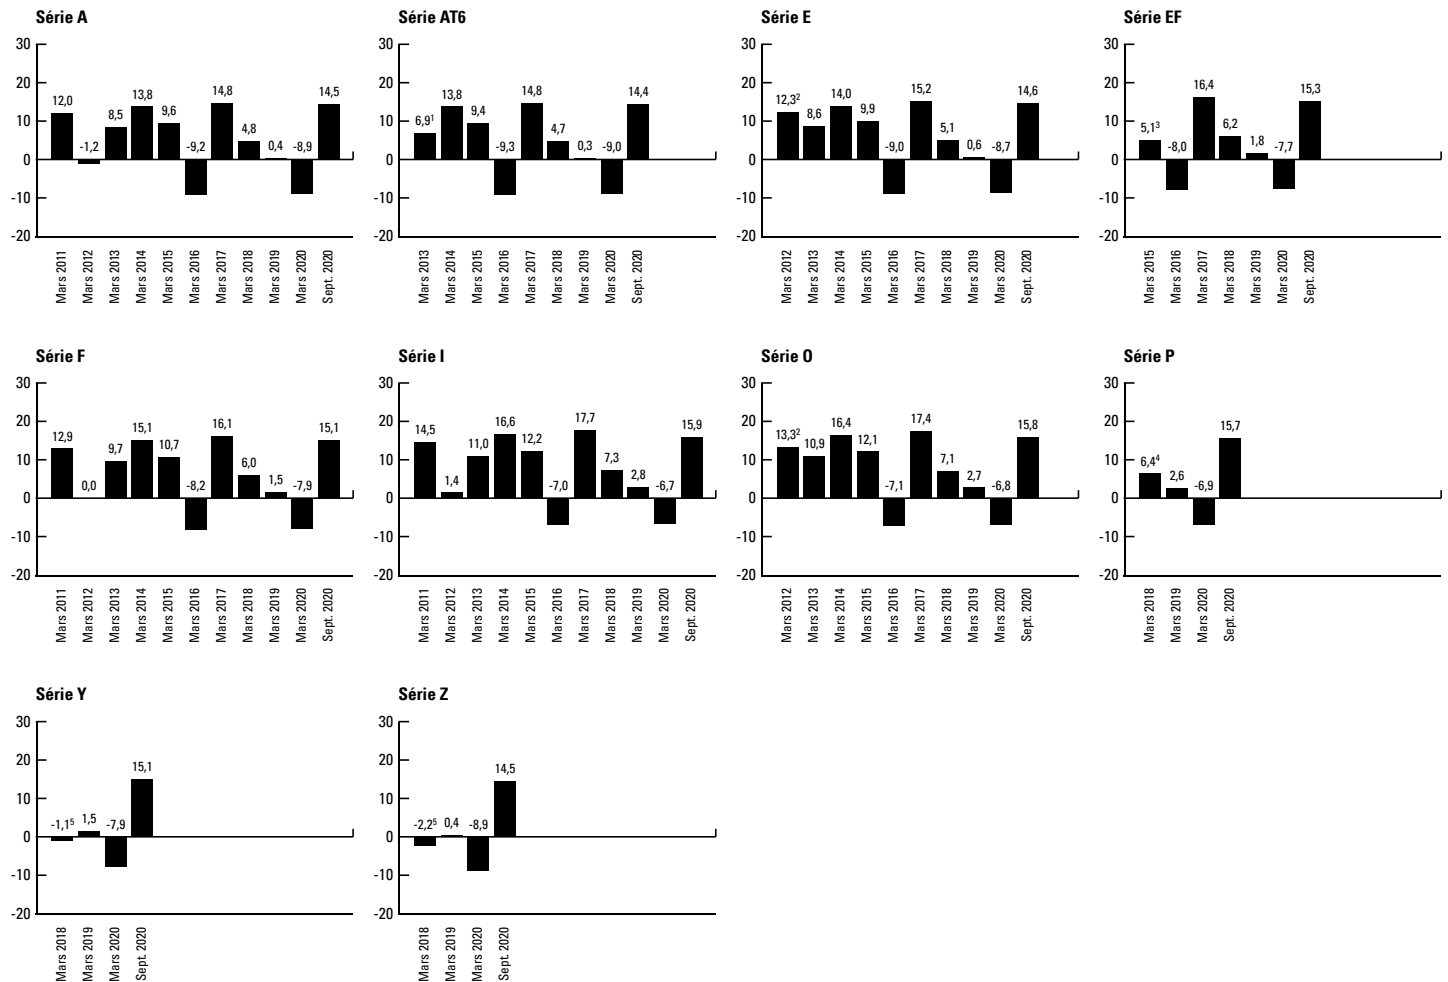 Série A
30
20
10
0
-10
-20
12,0
-1,2
8,5
13,8
9,6
-9,2
14,8
4,8
0,4
-8,9
14,5
Mars 2011
Mars 2012
Mars 2013
Mars 2014
Mars 2015
Mars 2016
Mars 2017
Mars 2018
Mars 2019
Mars 2020
Sept. 2020
Série AT6
30
20
10
0
-10
-20
6,9¹
13,8
9,4
-9,3
14,8
4,7
0,3
-9,0
14,4
Mars 2013
Mars 2014
Mars 2015
Mars 2016
Mars 2017
Mars 2018
Mars 2019
Mars 2020
Sept. 2020
Série E
30
20
10
0
-10
-20
12,3²
8,6
14,0
9,9
-9,0
15,2
5,1
0,6
-8,7
14,6
Mars 2012
Mars 2013
Mars 2014
Mars 2015
Mars 2016
Mars 2017
Mars 2018
Mars 2019
Mars 2020
Sept. 2020
Série EF
30
20
10
0
-10
-20
5,1³
-8,0
16,4
6,2
1,8
-7,7
15,3
Mars 2015
Mars 2016
Mars 2017
Mars 2018
Mars 2019
Mars 2020
Sept. 2020
Série F
30
20
10
0
-10
-20
12,9
0,0
9,7
15,1
10,7
-8,2
16,1
6,0
1,5
-7,9
15,1
Mars 2011
Mars 2012
Mars 2013
Mars 2014
Mars 2015
Mars 2016
Mars 2017
Mars 2018
Mars 2019
Mars 2020
Sept. 2020
Série I
30
20
10
0
-10
-20
14,5
1,4
11,0
16,6
12,2
-7,0
17,7
7,3
2,8
-6,7
15,9
Mars 2011
Mars 2012
Mars 2013
Mars 2014
Mars 2015
Mars 2016
Mars 2017
Mars 2018
Mars 2019
Mars 2020
Sept. 2020
Série O
30
20
10
0
-10
-20
13,3²
10,9
16,4
12,1
-7,1
17,4
7,1
2,7
-6,8
15,8
Mars 2012
Mars 2013
Mars 2014
Mars 2015
Mars 2016
Mars 2017
Mars 2018
Mars 2019
Mars 2020
Sept. 2020
Série P
30
20
10
0
-10
-20
6,4⁴
2,6
-6,9
15,7
Mars 2018
Mars 2019
Mars 2020
Sept. 2020
Série Y
30
20
10
0
-10
-20
-1,1⁵
1,5
-7,9
15,1
Mars 2018
Mars 2019
Mars 2020
Sept. 2020
Série Z
30
20
10
0
-10
-20
-2,2⁵
0,4
-8,9
14,5
Mars 2018
Mars 2019
Mars 2020
Sept. 2020